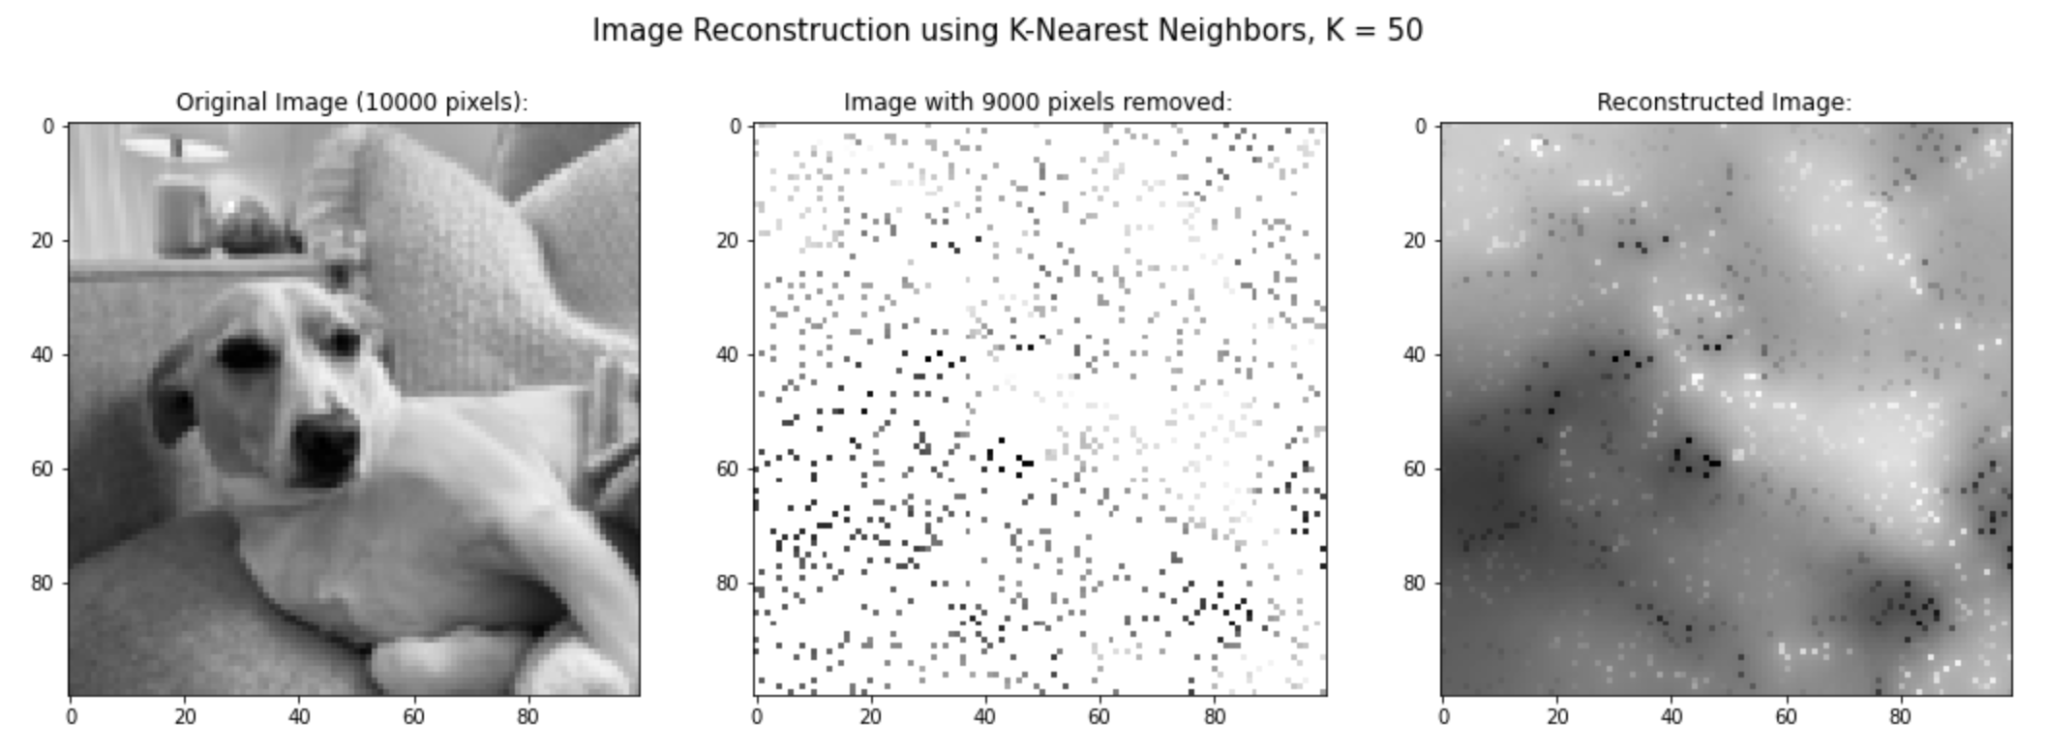 Image Reconstruction using K-Nearest Neighbors, K = 50
Original Image (10000 pixels):
0
20
40
60
80
0 20 40 60 80
Image with 9000 pixels removed:
0
20
40
60
80
0 20 40 60 80
Reconstructed Image:
0
20
40
60
80
0 20 40 60 80